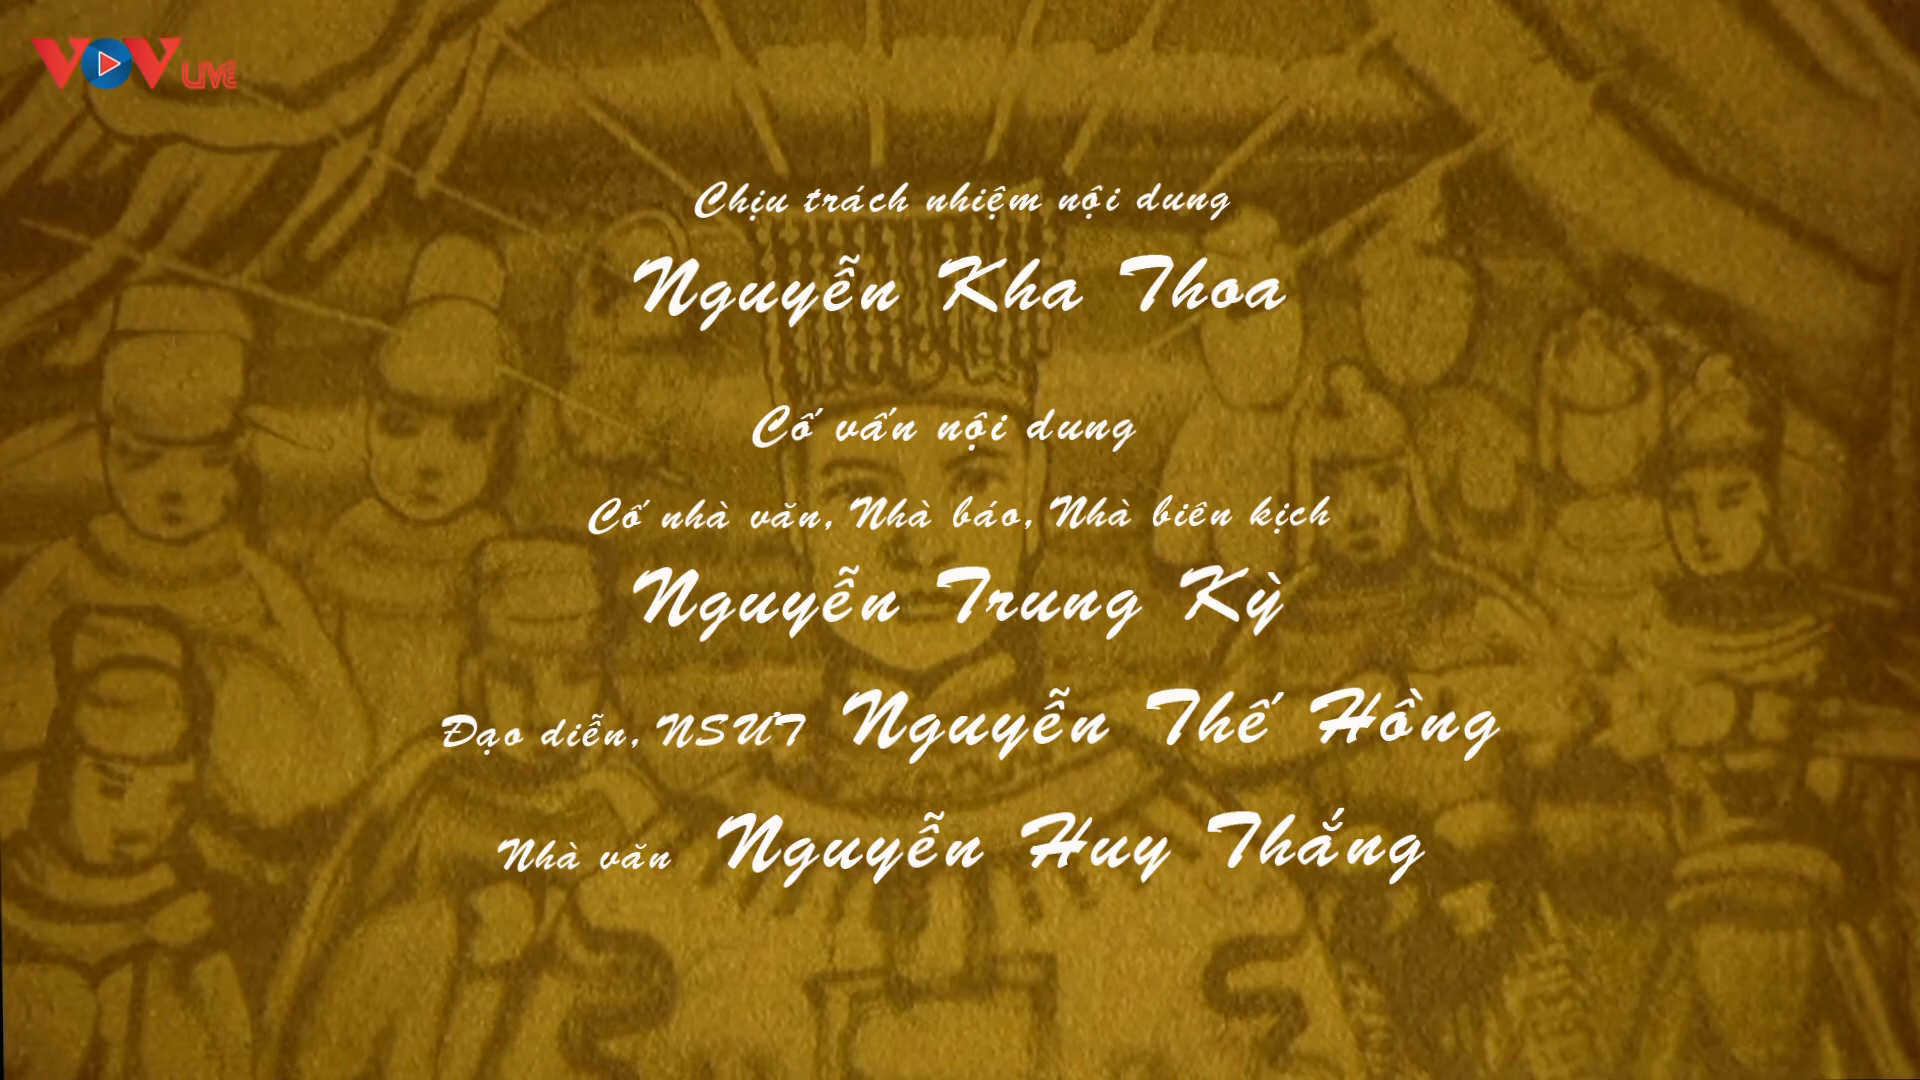 VOV LIVE
Chịu trách nhiệm nội dung
Nguyễn Kha Thoa
Cố vấn nội dung
Cố nhà văn, Nhà báo, Nhà biên kịch
Nguyễn Trung Kỳ
Đạo diễn, NSƯT Nguyễn Thế Hồng
Nhà văn Nguyễn Huy Thắng